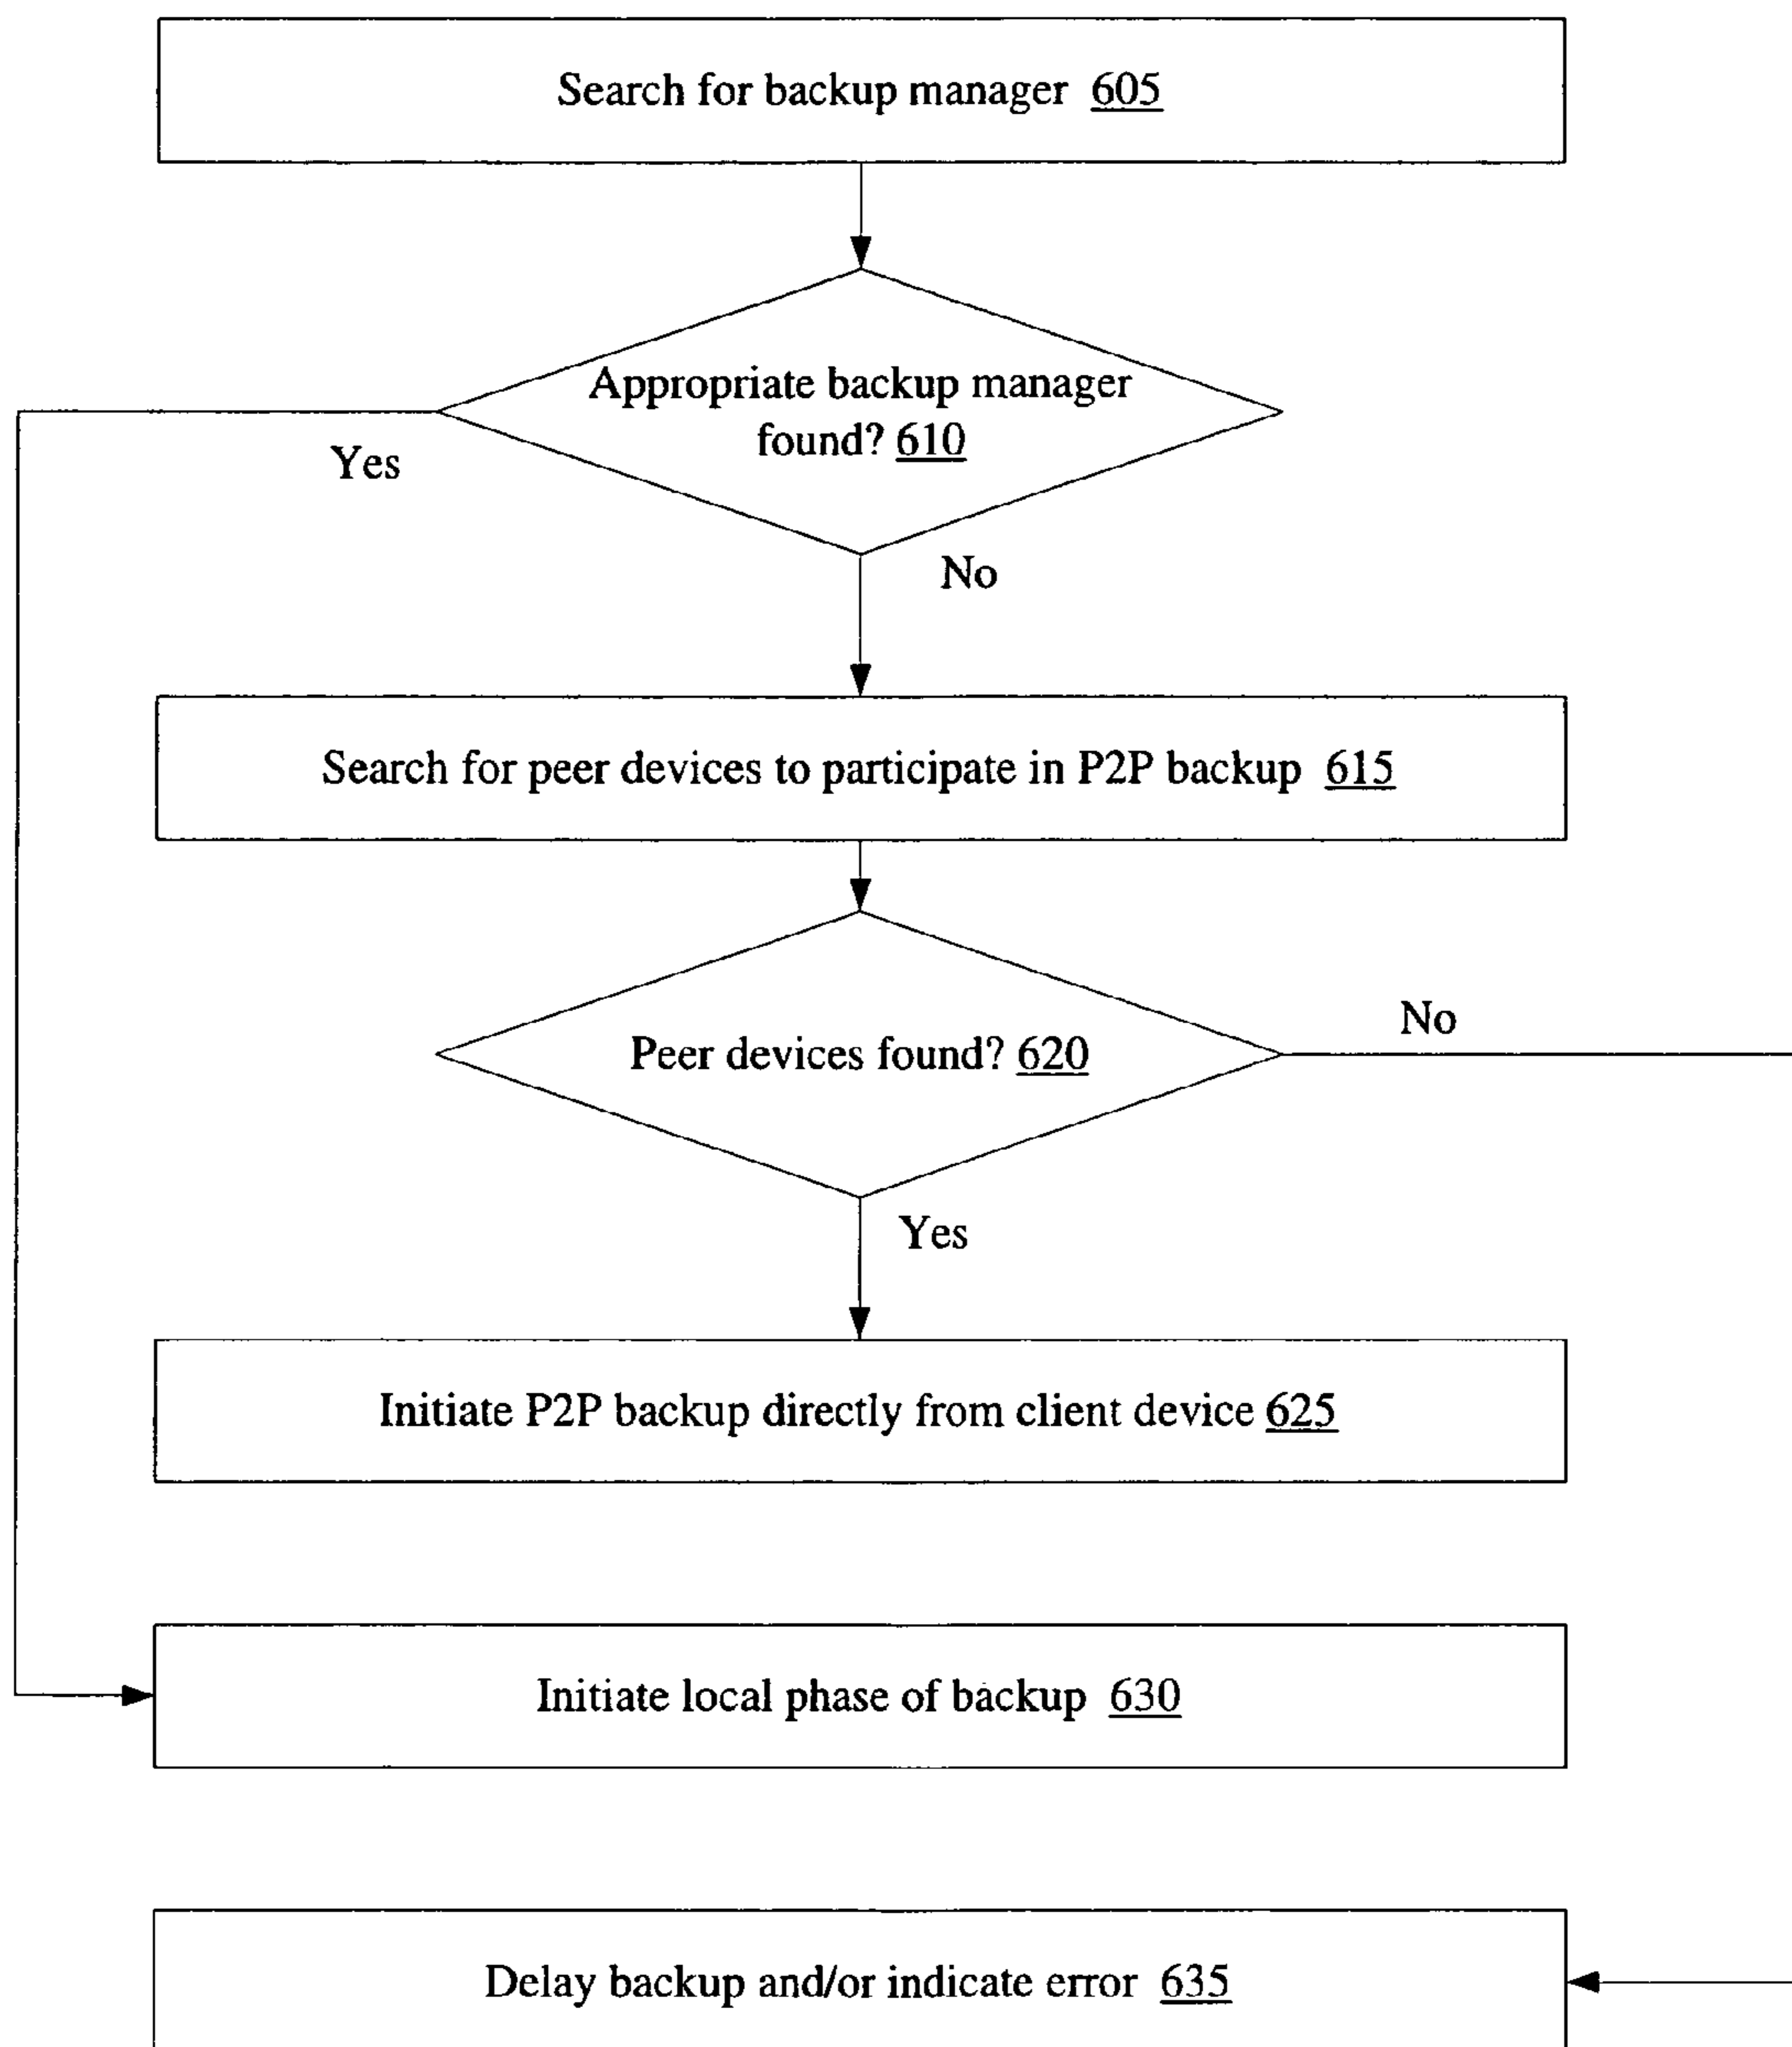 Search for backup manager 605
Appropriate backup manager
found? 610
Yes
No
Search for peer devices to participate in P2P backup 615
Peer devices found? 620
No
Yes
Initiate P2P backup directly from client device 625
Initiate local phase of backup 630
Delay backup and/or indicate error 635